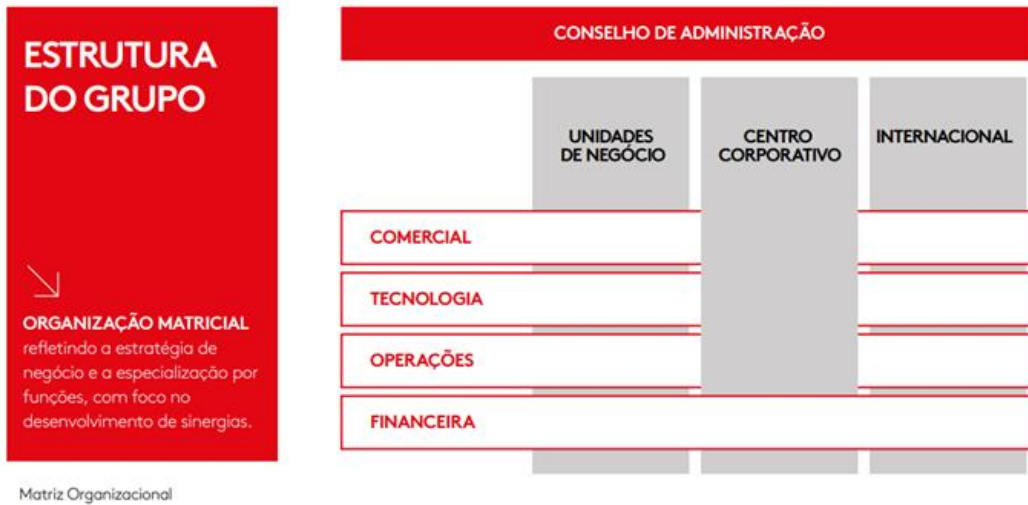 ESTRUTURA
DO GRUPO
ORGANIZAÇÃO MATRICIAL
refletindo a estratégia de
negócio e a especialização por
funções, com foco no
desenvolvimento de sinergias.
CONSELHO DE ADMINISTRAÇÃO
UNIDADES
DE NEGÓCIO
CENTRO
CORPORATIVO
INTERNACIONAL
COMERCIAL
TECNOLOGIA
OPERAÇÕES
FINANCEIRA
Matriz Organizacional